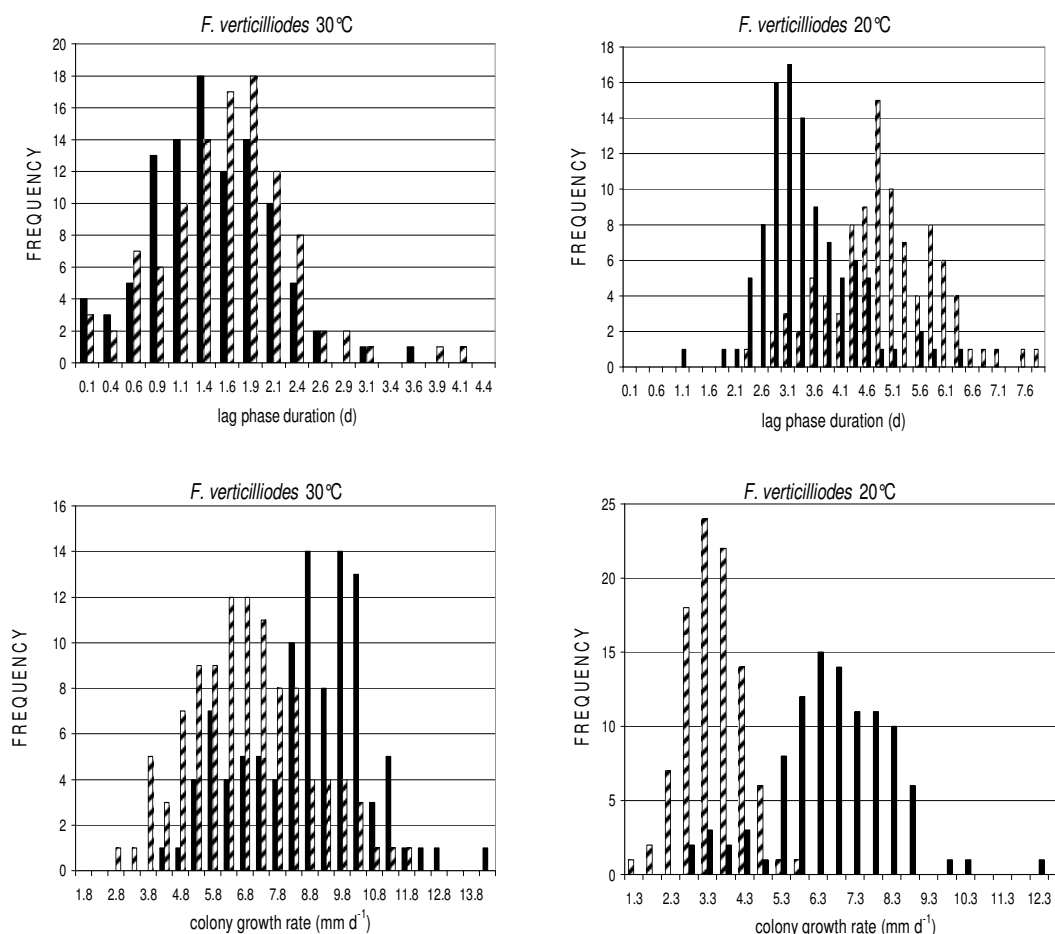 F. verticilliodes 30°C
20
18
16
14
12
10
8
6
4
2
0
FREQUENCY
0.1 0.4 0.6 0.9 1.1 1.4 1.6 1.9 2.1 2.4 2.6 2.9 3.1 3.4 3.6 3.9 4.1 4.4
lag phase duration (d)
F. verticilliodes 20°C
18
16
14
12
10
8
6
4
2
0
FREQUENCY
0.1 0.6 1.1 1.6 2.1 2.6 3.1 3.6 4.1 4.6 5.1 5.6 6.1 6.6 7.1 7.6
lag phase duration (d)
F. verticilliodes 30°C
16
14
12
10
8
6
4
2
0
FREQUENCY
1.8 2.8 3.8 4.8 5.8 6.8 7.8 8.8 9.8 10.8 11.8 12.8 13.8
colony growth rate (mm d-1)
F. verticilliodes 20°C
25
20
15
10
5
0
FREQUENCY
1.3 2.3 3.3 4.3 5.3 6.3 7.3 8.3 9.3 10.3 11.3 12.3
colony growth rate (mm d-1)